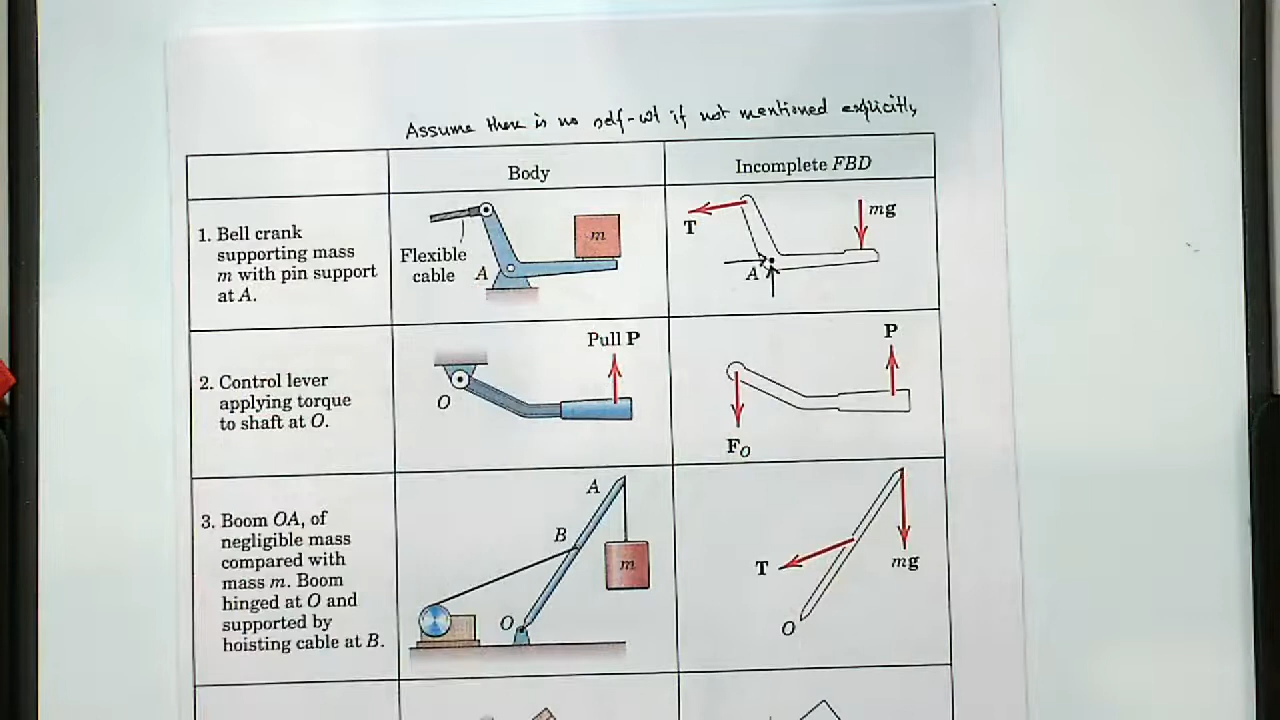 Assume there is no self-wt if not mentioned explicitly
Body
Incomplete FBD
1. Bell crank
supporting mass
m with pin support
at A.
Flexible
cable
A
m
T
mg
A
2. Control lever
applying torque
to shaft at O.
Pull P
O
P
Fo
3. Boom OA, of
negligible mass
compared with
mass m. Boom
hinged at O and
supported by
hoisting cable at B.
A
B
m
O
T
mg
O